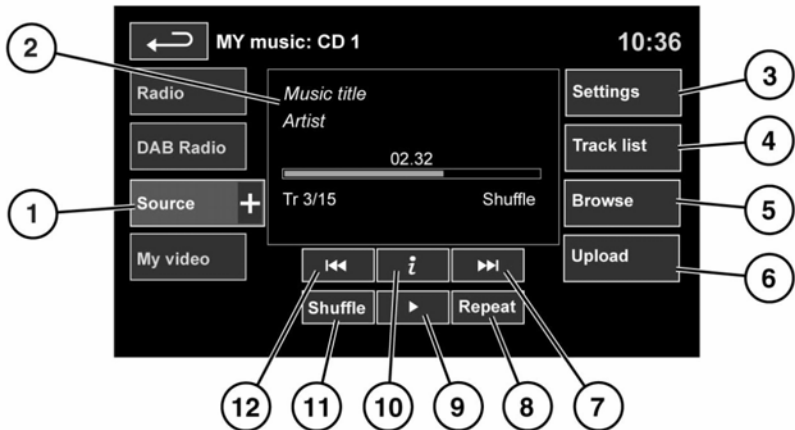 MY music: CD 1
10:36
2
Radio
Music title
Settings
3
Artist
DAB Radio
02.32
Track list
4
1
Source +
Tr 3/15
Shuffle
Browse
5
My video
i
Upload
6
Shuffle
Repeat
12
11
10
9
8
7